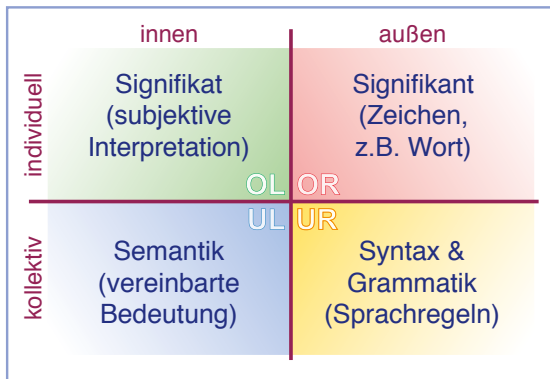 innen
außen
individuell
Signifikat
(subjektive
Interpretation)
Signifikant
(Zeichen,
z.B. Wort)
OL
OR
UL
UR
kollektiv
Semantik
(vereinbarte
Bedeutung)
Syntax &
Grammatik
(Sprachregeln)